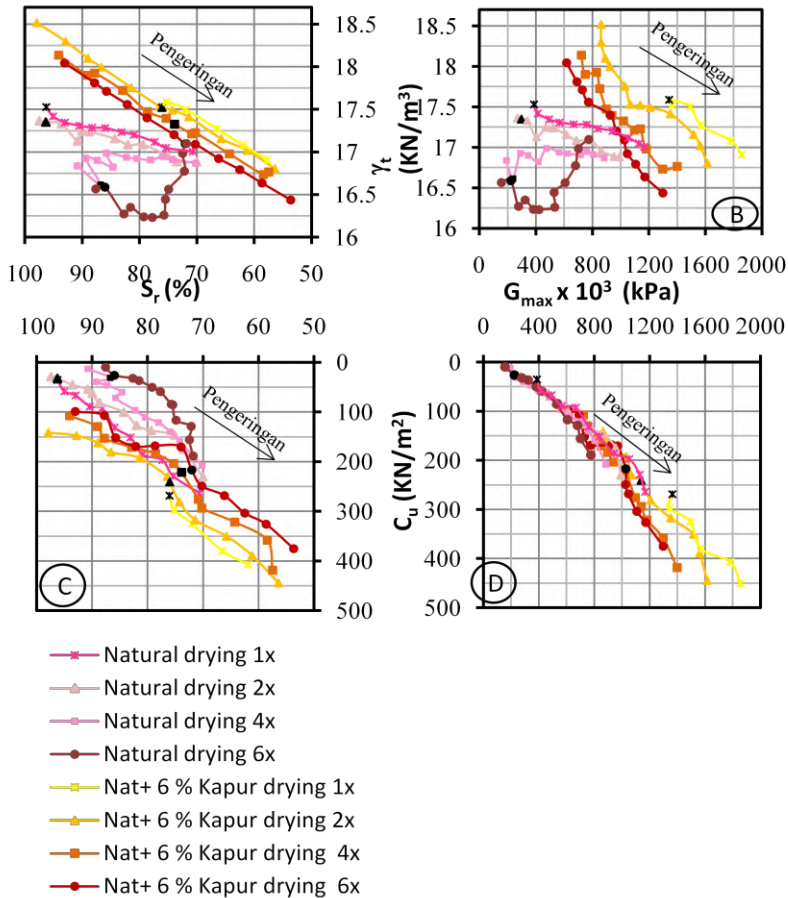 18.5
18
17.5
17
16.5
16
γt
(KN/m³)
Pengeringan
100 90 80 70 60 50
Sr (%)
18.5
18
17.5
17
16.5
16
Pengeringan
B
0 400 800 1200 1600 2000
Gmax x 10³ (kPa)
100 90 80 70 60 50
0
100
200
300
400
500
Cu (KN/m²)
Pengeringan
C
0 400 800 1200 1600 2000
0
100
200
300
400
500
Pengeringan
D
Natural drying 1x
Natural drying 2x
Natural drying 4x
Natural drying 6x
Nat+ 6 % Kapur drying 1x
Nat+ 6 % Kapur drying 2x
Nat+ 6 % Kapur drying 4x
Nat+ 6 % Kapur drying 6x